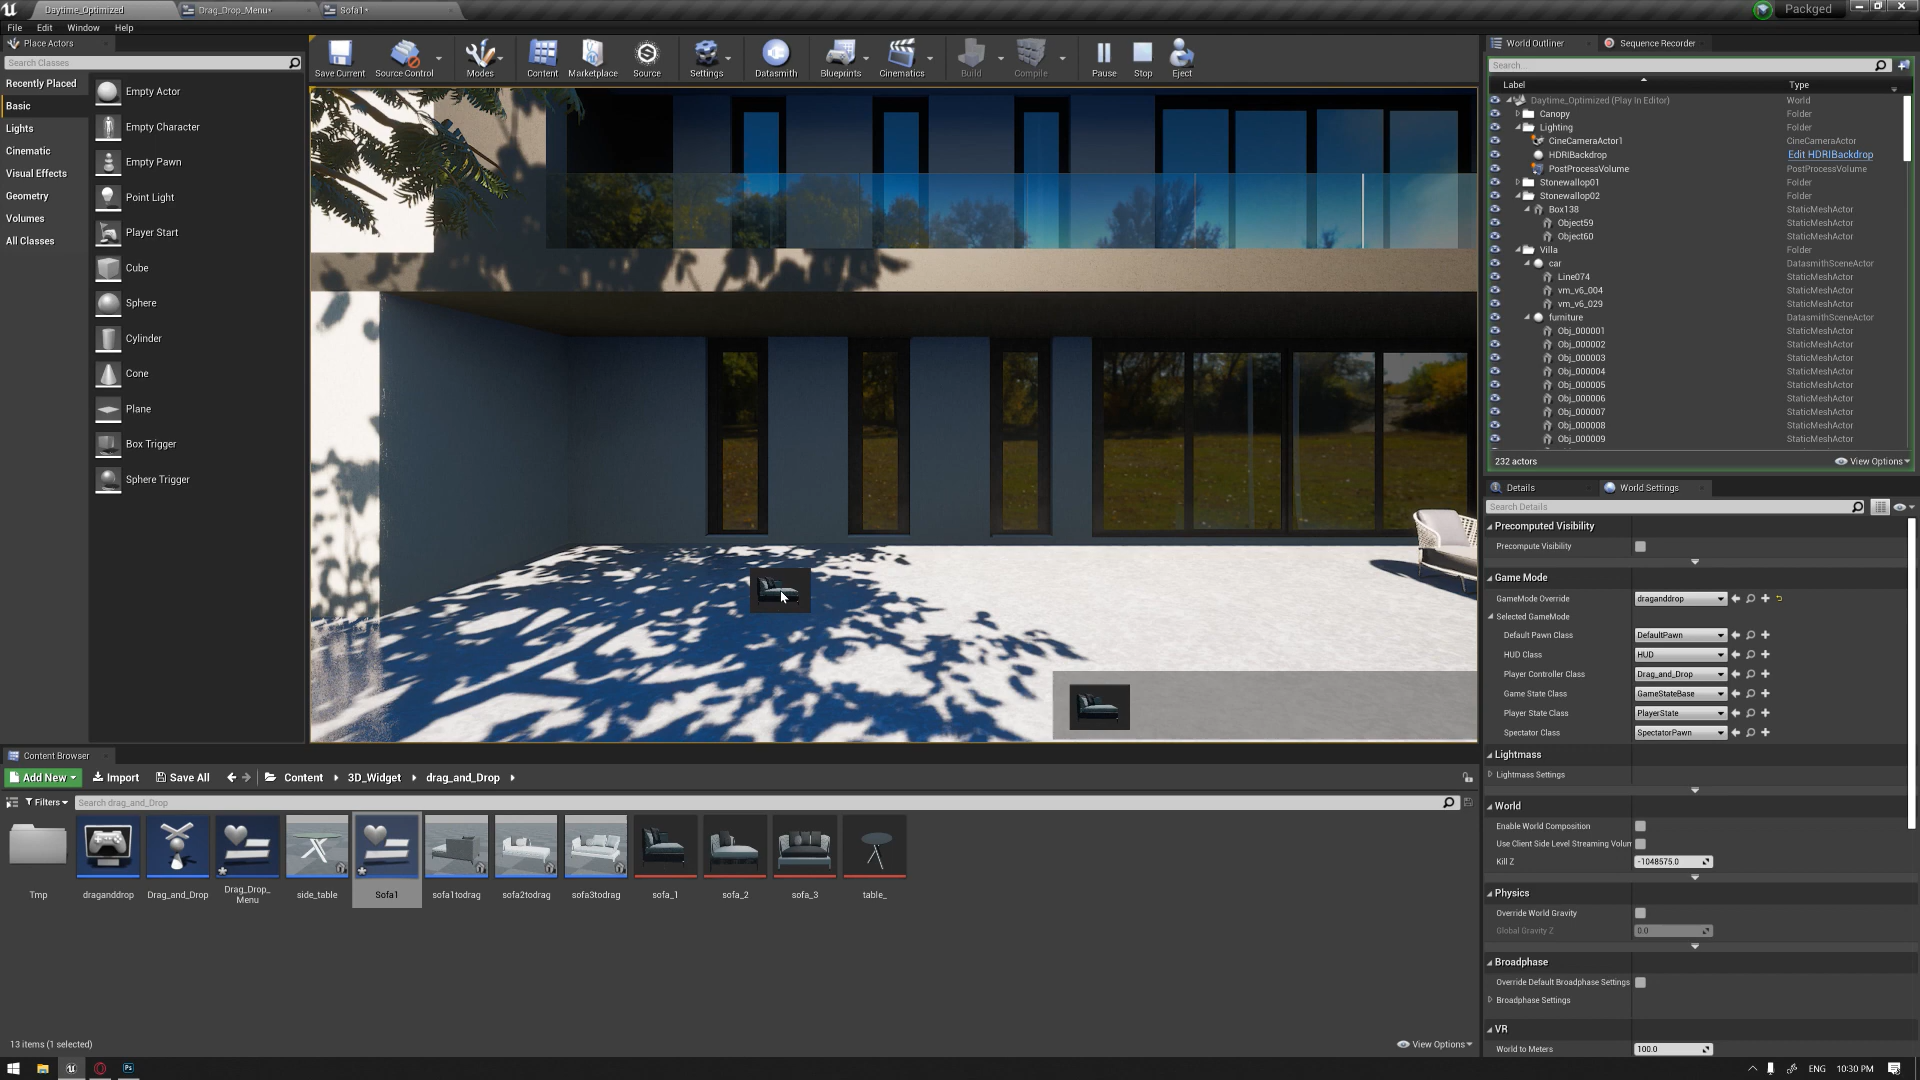 Daytime_Optimized
Drag_Drop_Menu*
Sofa1*
Packged
File
Edit
Window
Help
Place Actors
Search Classes
Recently Placed
Basic
Lights
Cinematic
Visual Effects
Geometry
Volumes
All Classes
Empty Actor
Empty Character
Empty Pawn
Point Light
Player Start
Cube
Sphere
Cylinder
Cone
Plane
Box Trigger
Sphere Trigger
Save Current
Source Control
Modes
Content
Marketplace
Source
Settings
Datasmith
Blueprints
Cinematics
Build
Compile
Pause
Stop
Eject
World Outliner
Sequence Recorder
Search...
Label
Type
Daytime_Optimized (Play In Editor)
World
Canopy
Folder
Lighting
Folder
CineCameraActor1
CineCameraActor
HDRIBackdrop
Edit HDRIBackdrop
PostProcessVolume
PostProcessVolume
Stonewallop01
Folder
Stonewallop02
Folder
Box138
StaticMeshActor
Object59
StaticMeshActor
Object60
StaticMeshActor
Villa
Folder
car
DatasmithSceneActor
Line074
StaticMeshActor
vm_v6_004
StaticMeshActor
vm_v6_029
StaticMeshActor
furniture
DatasmithSceneActor
Obj_000001
StaticMeshActor
Obj_000002
StaticMeshActor
Obj_000003
StaticMeshActor
Obj_000004
StaticMeshActor
Obj_000005
StaticMeshActor
Obj_000006
StaticMeshActor
Obj_000007
StaticMeshActor
Obj_000008
StaticMeshActor
Obj_000009
StaticMeshActor
232 actors
View Options
Details
World Settings
Search Details
Precomputed Visibility
Precompute Visibility
Game Mode
GameMode Override
draganddrop
Selected GameMode
Default Pawn Class
DefaultPawn
HUD Class
HUD
Player Controller Class
Drag_and_Drop
Game State Class
GameStateBase
Player State Class
PlayerState
Spectator Class
SpectatorPawn
Lightmass
Lightmass Settings
World
Enable World Composition
Use Client Side Level Streaming Volun
Kill Z
-1048575.0
Physics
Override World Gravity
Global Gravity Z
0.0
Broadphase
Override Default Broadphase Settings
Broadphase Settings
VR
World to Meters
100.0
Content Browser
Add New
Import
Save All
Content
3D_Widget
drag_and_Drop
Filters
Search drag_and_Drop
Tmp
draganddrop
Drag_and_Drop
Drag_Drop_
Menu
side_table
Sofa1
sofa1todrag
sofa2todrag
sofa3todrag
sofa_1
sofa_2
sofa_3
table_
13 items (1 selected)
View Options
Ps
ENG
10:30 PM